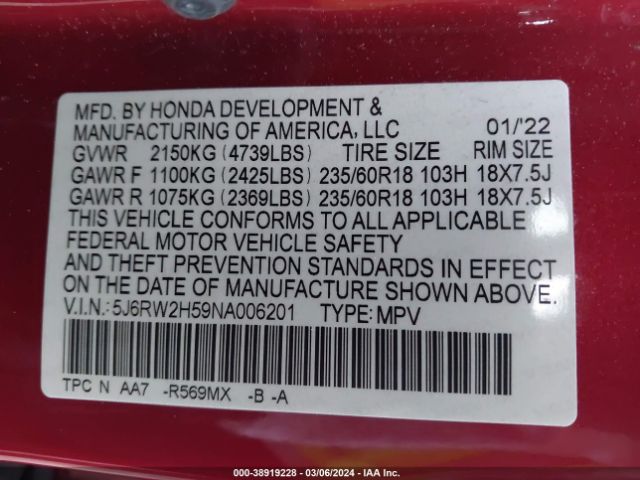 MFD. BY HONDA DEVELOPMENT &
MANUFACTURING OF AMERICA, LLC 01/'22
GVWR 2150KG (4739LBS) TIRE SIZE RIM SIZE
GAWR F 1100KG (2425LBS) 235/60R18 103H 18X7.5J
GAWR R 1075KG (2369LBS) 235/60R18 103H 18X7.5J
THIS VEHICLE CONFORMS TO ALL APPLICABLE
FEDERAL MOTOR VEHICLE SAFETY
AND THEFT PREVENTION STANDARDS IN EFFECT
ON THE DATE OF MANUFACTURE SHOWN ABOVE.
V.I.N.: 5J6RW2H59NA006201 TYPE: MPV
TPC N AA7 -R569MX -B -A
000-38919228 - 03/06/2024 - IAA Inc.